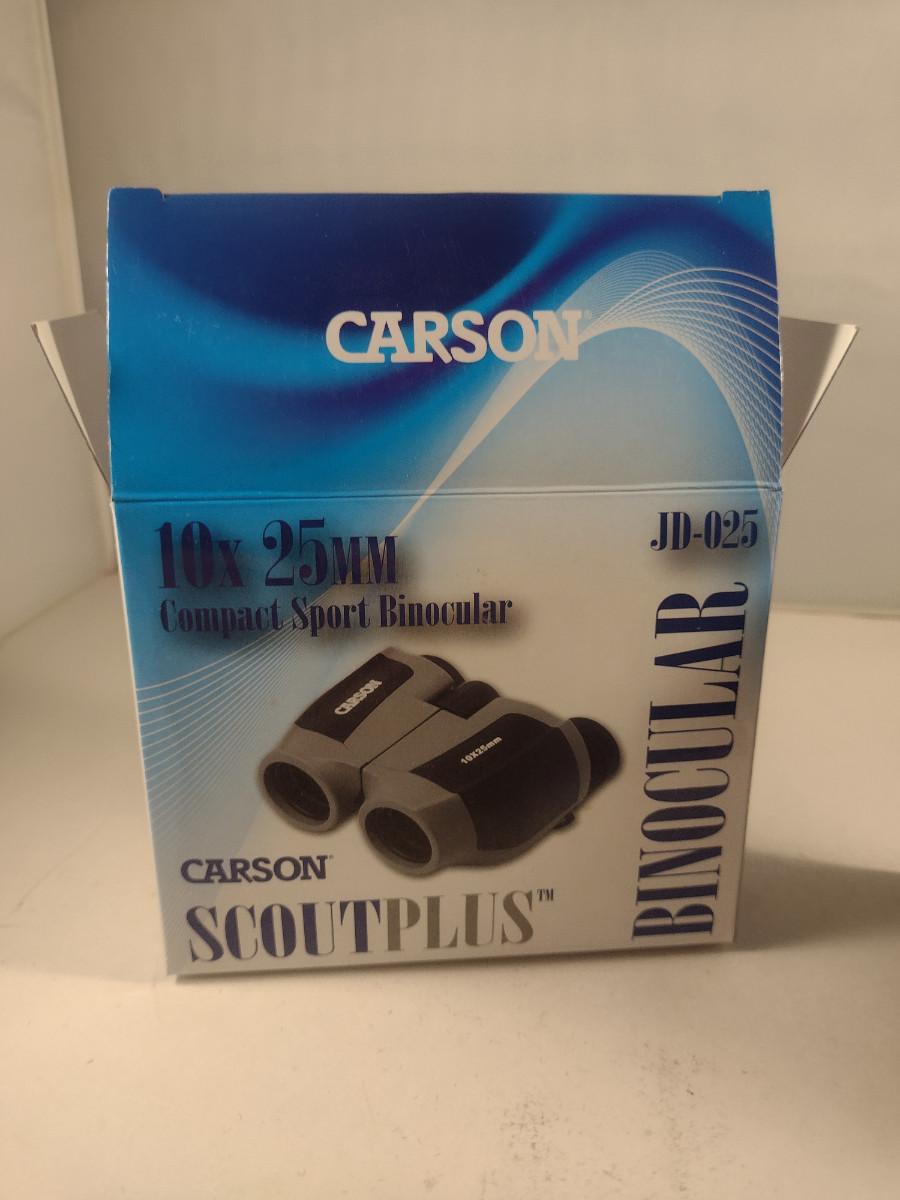 CARSON®
10x 25MM
JD-025
Compact Sport Binocular
CARSON
10X25mm
BINOCULAR
CARSON®
SCOUTPLUS™